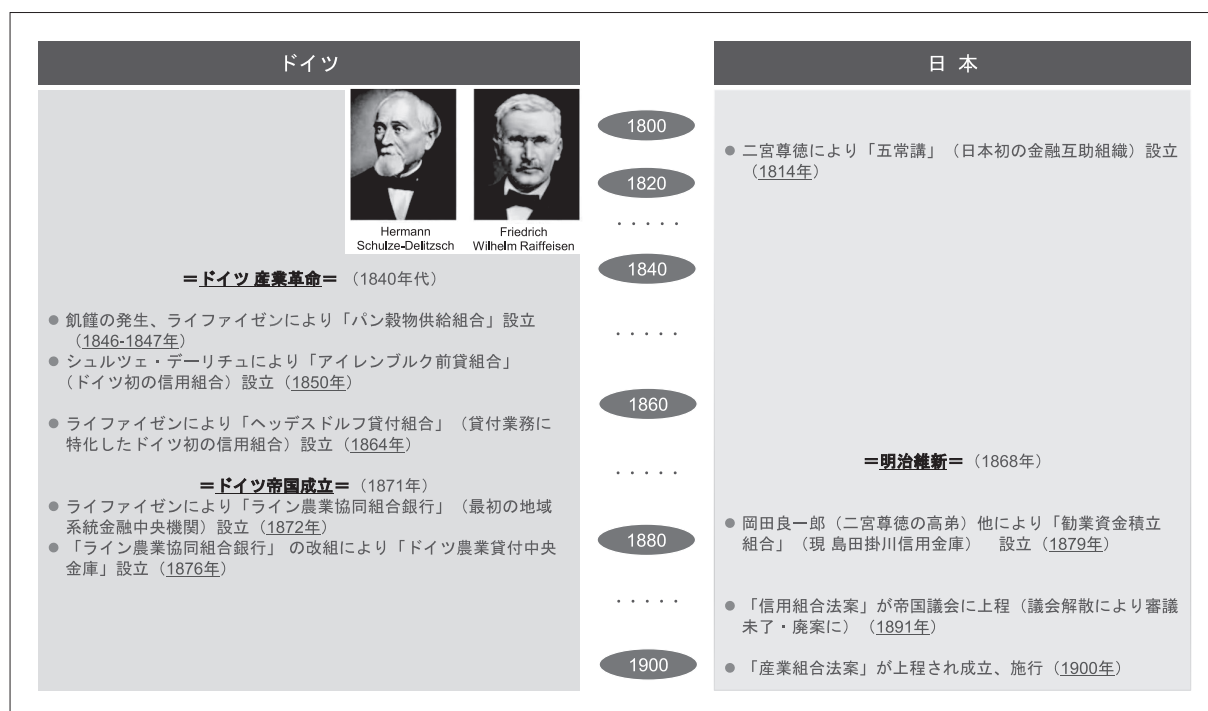 ドイツ
Hermann
Schulze-Delitzsch
Friedrich
Wilhelm Raiffeisen
=ドイツ 産業革命= (1840年代)
● 飢饉の発生、ライファイゼンにより「パン穀物供給組合」設立
(1846-1847年)
● シュルツェ・デーリチュにより「アイレンブルク前貸組合」
(ドイツ初の信用組合)設立(1850年)
● ライファイゼンにより「ヘッデスドルフ貸付組合」(貸付業務に
特化したドイツ初の信用組合)設立(1864年)
=ドイツ帝国成立=(1871年)
● ライファイゼンにより「ライン農業協同組合銀行」(最初の地域
系統金融中央機関)設立(1872年)
● 「ライン農業協同組合銀行」 の改組により「ドイツ農業貸付中央
金庫」設立(1876年)
1800
1820
・・・・・
1840
・・・・・
1860
・・・・・
1880
・・・・・
1900
日 本
● 二宮尊徳により「五常講」(日本初の金融互助組織)設立
(1814年)
=明治維新=(1868年)
● 岡田良一郎(二宮尊徳の高弟)他により「勧業資金積立
組合」(現 島田掛川信用金庫) 設立(1879年)
● 「信用組合法案」が帝国議会に上程(議会解散により審議
未了・廃案に)(1891年)
● 「産業組合法案」が上程され成立、施行(1900年)